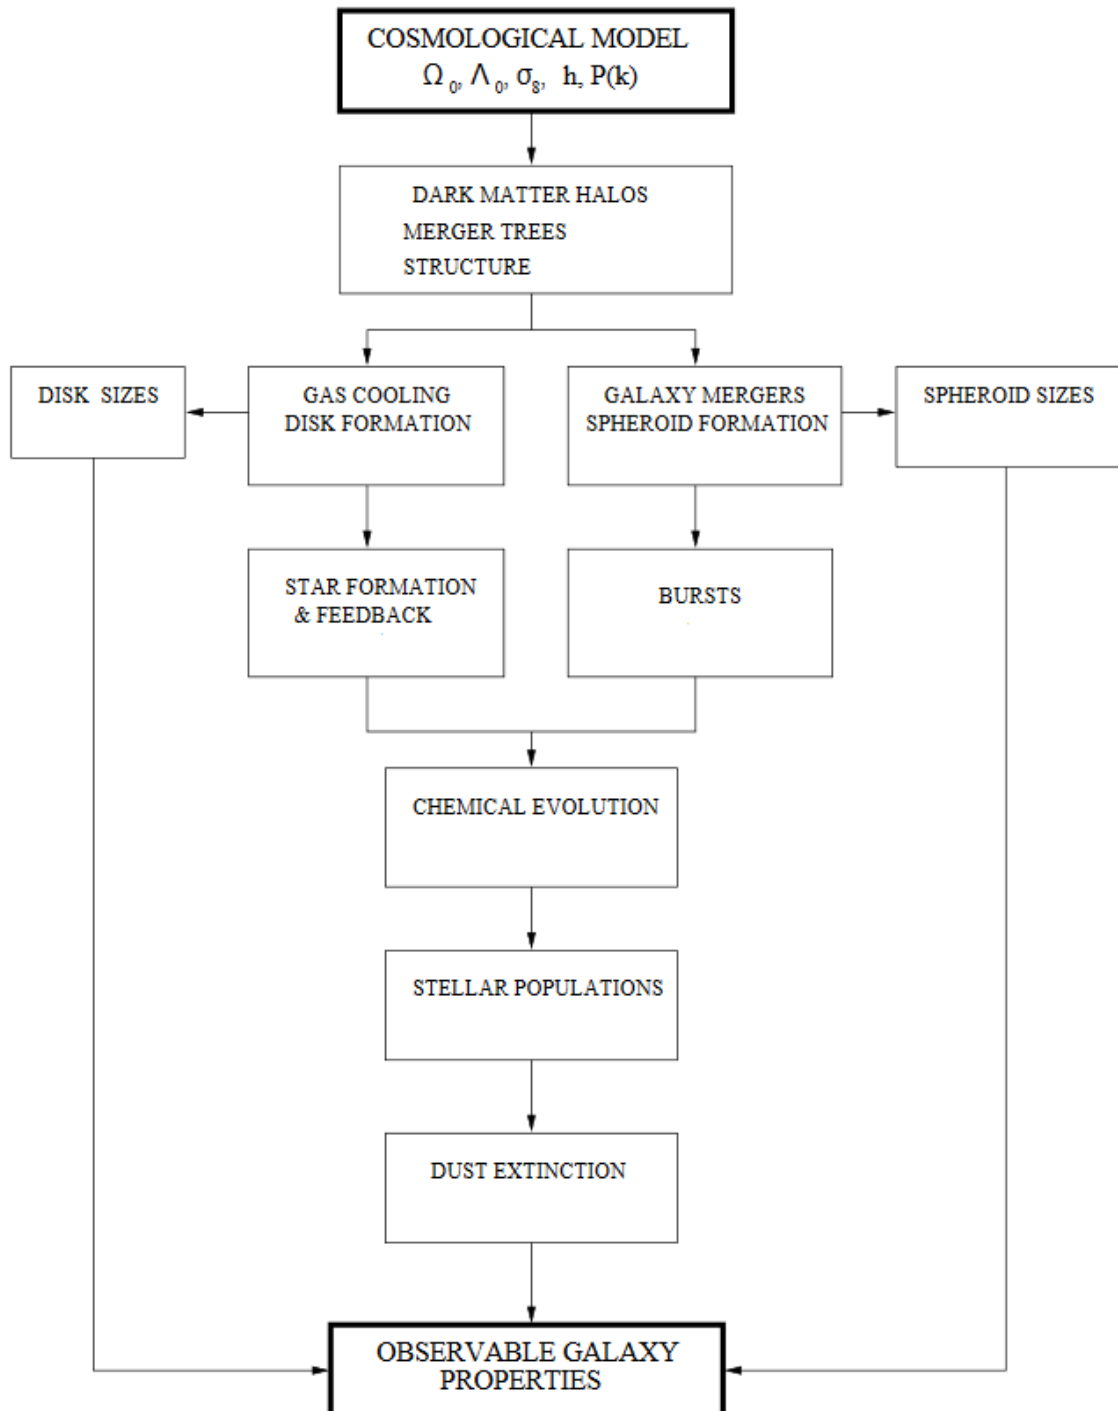 COSMOLOGICAL MODEL
Ω₀, Λ₀, σ₈, h, P(k)
DARK MATTER HALOS
MERGER TREES
STRUCTURE
DISK SIZES
GAS COOLING
DISK FORMATION
GALAXY MERGERS
SPHEROID FORMATION
SPHEROID SIZES
STAR FORMATION
& FEEDBACK
BURSTS
CHEMICAL EVOLUTION
STELLAR POPULATIONS
DUST EXTINCTION
OBSERVABLE GALAXY
PROPERTIES